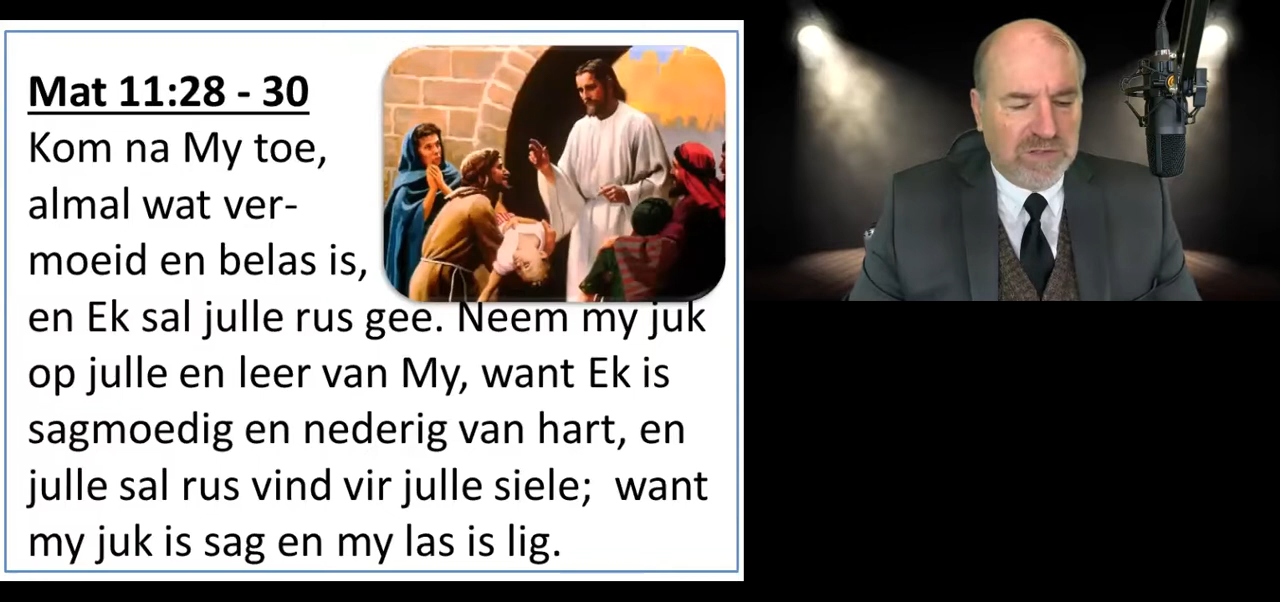 Mat 11:28 - 30
Kom na My toe,
almal wat ver-
moeid en belas is,
en Ek sal julle rus gee. Neem my juk
op julle en leer van My, want Ek is
sagmoedig en nederig van hart, en
julle sal rus vind vir julle siele;  want
my juk is sag en my las is lig.